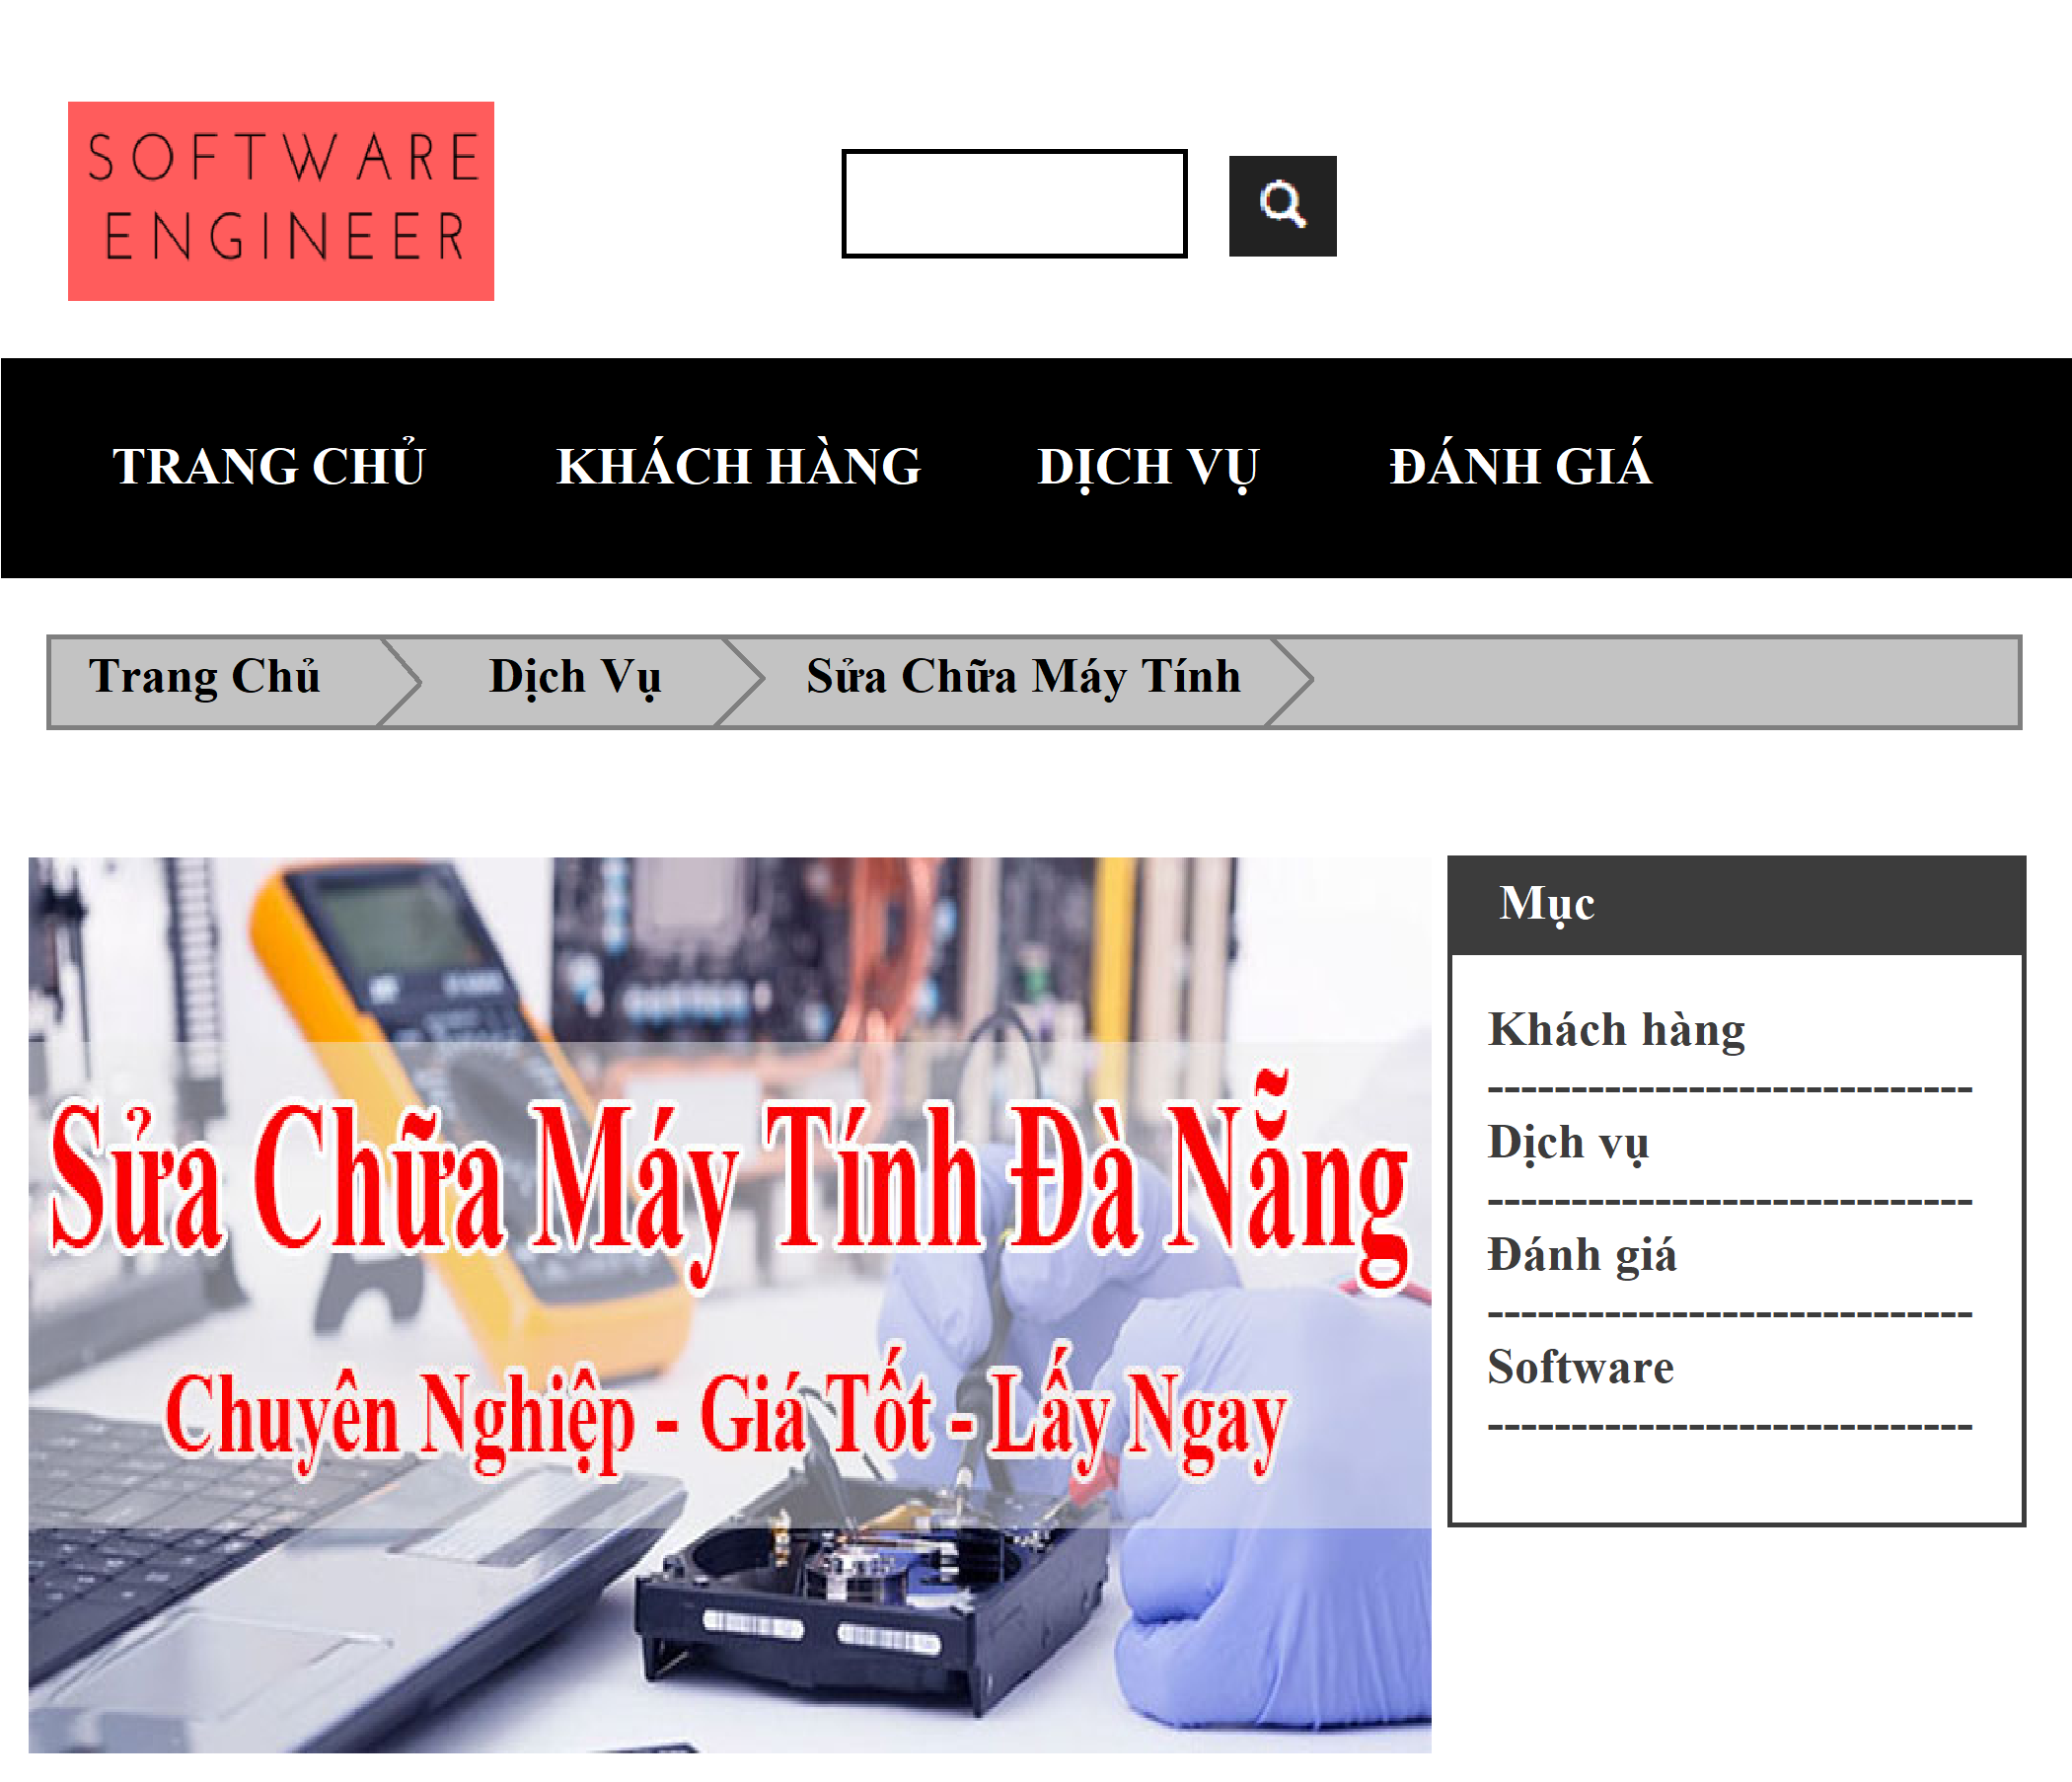 SOFTWARE
ENGINEER
TRANG CHỦ KHÁCH HÀNG DỊCH VỤ ĐÁNH GIÁ
Trang Chủ Dịch Vụ Sửa Chữa Máy Tính
Sửa Chữa Máy Tính Đà Nẵng
Chuyên Nghiệp - Giá Tốt - Lấy Ngay
Mục
Khách hàng
-----------------------------
Dịch vụ
-----------------------------
Đánh giá
-----------------------------
Software
-----------------------------